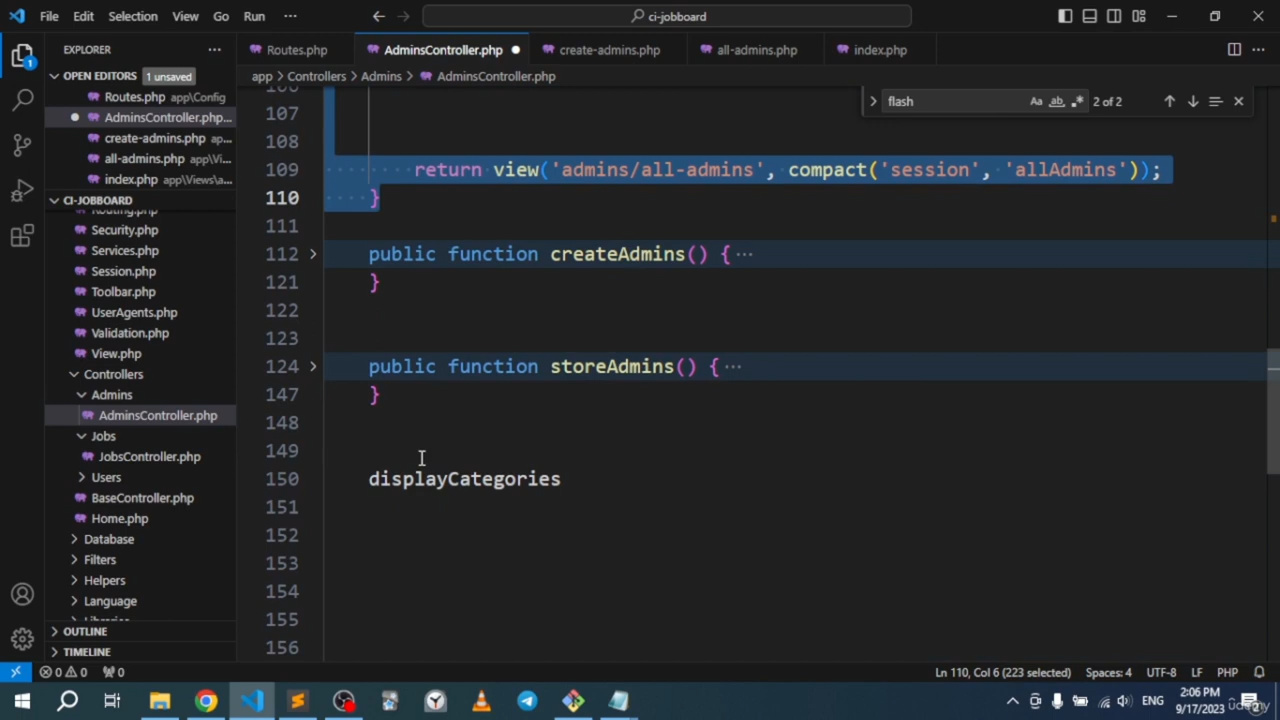 File Edit Selection View Go Run ··· ci-jobboard
EXPLORER ···
Routes.php AdminsController.php create-admins.php all-admins.php index.php
OPEN EDITORS 1 unsaved
Routes.php app\Config
AdminsController.php...
create-admins.php ap...
all-admins.php app\Vi...
index.php app\Views\a...
CI-JOBBOARD
Routing.php
Security.php
Services.php
Session.php
Toolbar.php
UserAgents.php
Validation.php
View.php
Controllers
Admins
AdminsController.php
Jobs
JobsController.php
Users
BaseController.php
Home.php
Database
Filters
Helpers
Language
OUTLINE
TIMELINE
app > Controllers > Admins > AdminsController.php
flash Aa ab 2 of 2
106
107
108
109 return view('admins/all-admins', compact('session', 'allAdmins'));
110 }
111
112 public function createAdmins() {···
121 }
122
123
124 public function storeAdmins() {···
147 }
148
149
150 displayCategories
151
152
153
154
155
156
0 0 0 Ln 110, Col 6 (223 selected) Spaces: 4 UTF-8 LF PHP
ENG 2:06 PM
9/17/2023
udemy